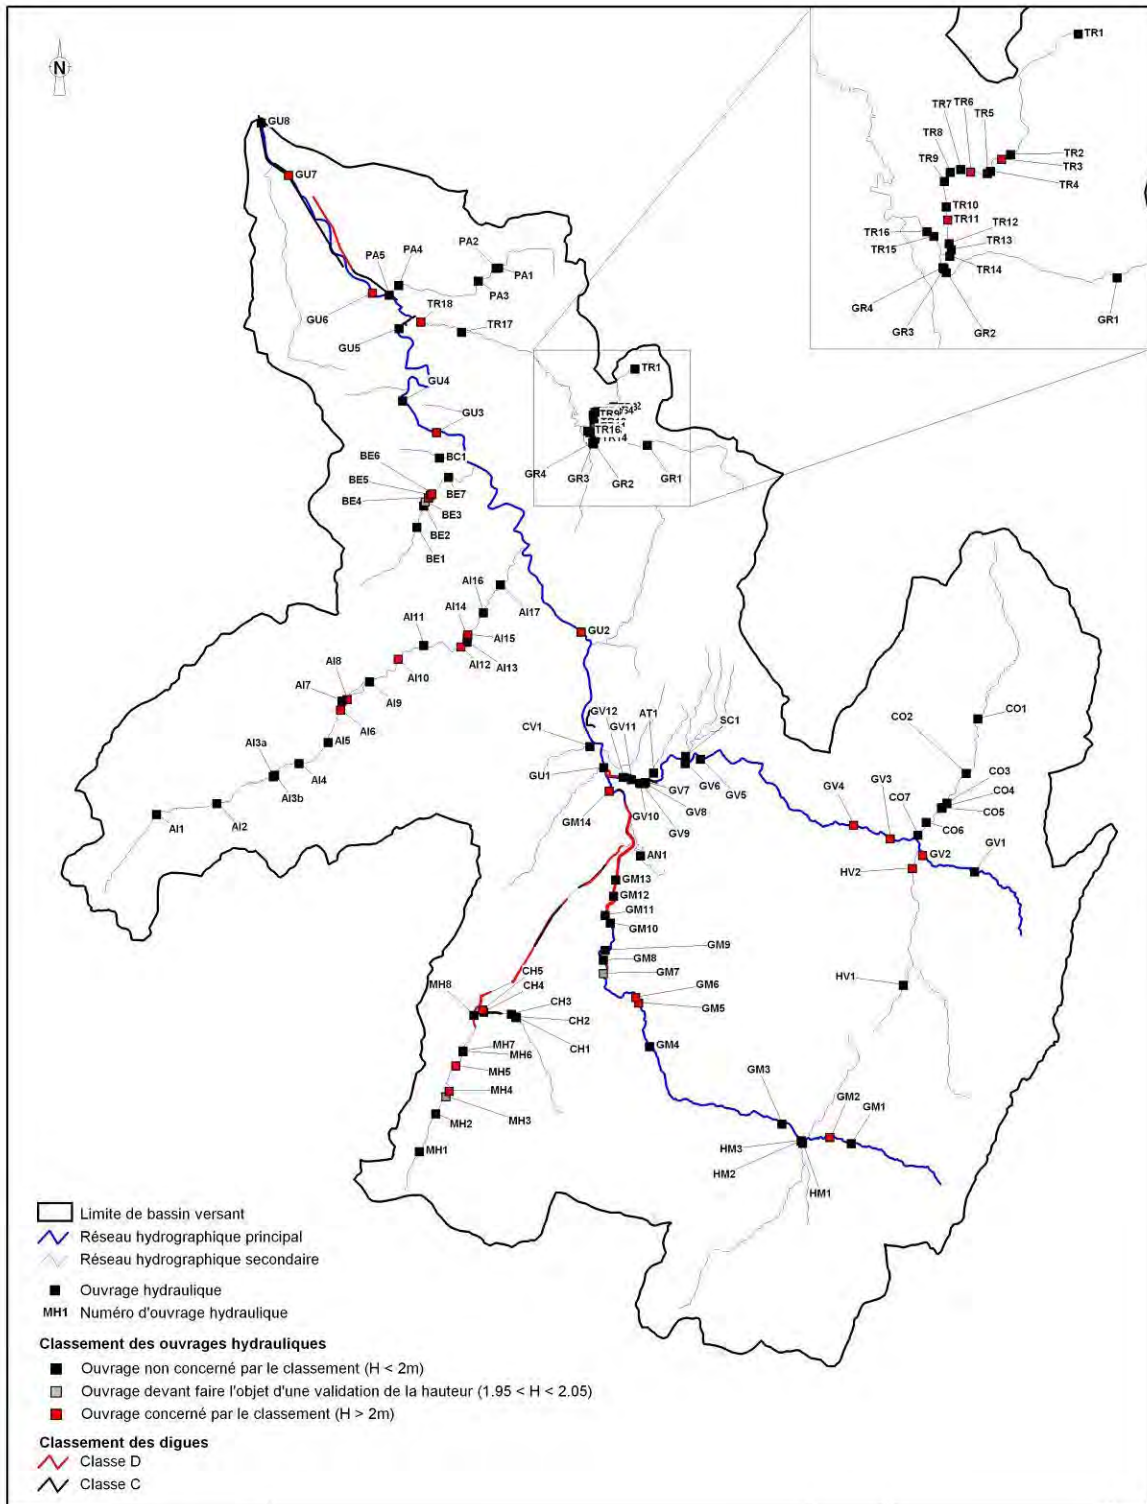 N
TR1
TR6
TR7
TR5
TR8
TR2
TR9
TR3
TR4
TR10
TR11
TR12
TR16
TR13
TR15
TR14
GR4
GR3
GR2
GR1
GU8
GU7
PA2
PA4
PA5
PA1
PA3
TR18
GU6
TR17
GU5
TR1
GU4
GU3
TR9
TR16
TR14
GR4
GR3
GR2
GR1
BE6
BC1
BE5
BE7
BE4
BE3
BE2
BE1
AI16
AI14
AI17
AI11
AI15
GU2
AI12
AI13
AI8
AI10
AI7
AI9
AI6
AI5
AI3a
AI4
AI3b
AI2
AI1
GV12
AT1
SC1
CV1
GV11
CO2
CO1
GU1
GV7
GV6
GV5
GV8
GM14
GV10
GV9
GV4
GV3
CO7
CO3
CO4
CO5
CO6
AN1
GV2
GV1
HV2
GM13
GM12
GM11
GM10
GM9
GM8
GM7
GM6
GM5
HV1
CH5
MH8
CH4
CH3
CH2
CH1
MH7
MH6
MH5
MH4
MH3
MH2
MH1
GM4
GM3
GM2
GM1
HM3
HM2
HM1
Limite de bassin versant
Réseau hydrographique principal
Réseau hydrographique secondaire
Ouvrage hydraulique
MH1 Numéro d'ouvrage hydraulique
Classement des ouvrages hydrauliques
Ouvrage non concerné par le classement (H < 2m)
Ouvrage devant faire l'objet d'une validation de la hauteur (1.95 < H < 2.05)
Ouvrage concerné par le classement (H > 2m)
Classement des digues
Classe D
Classe C